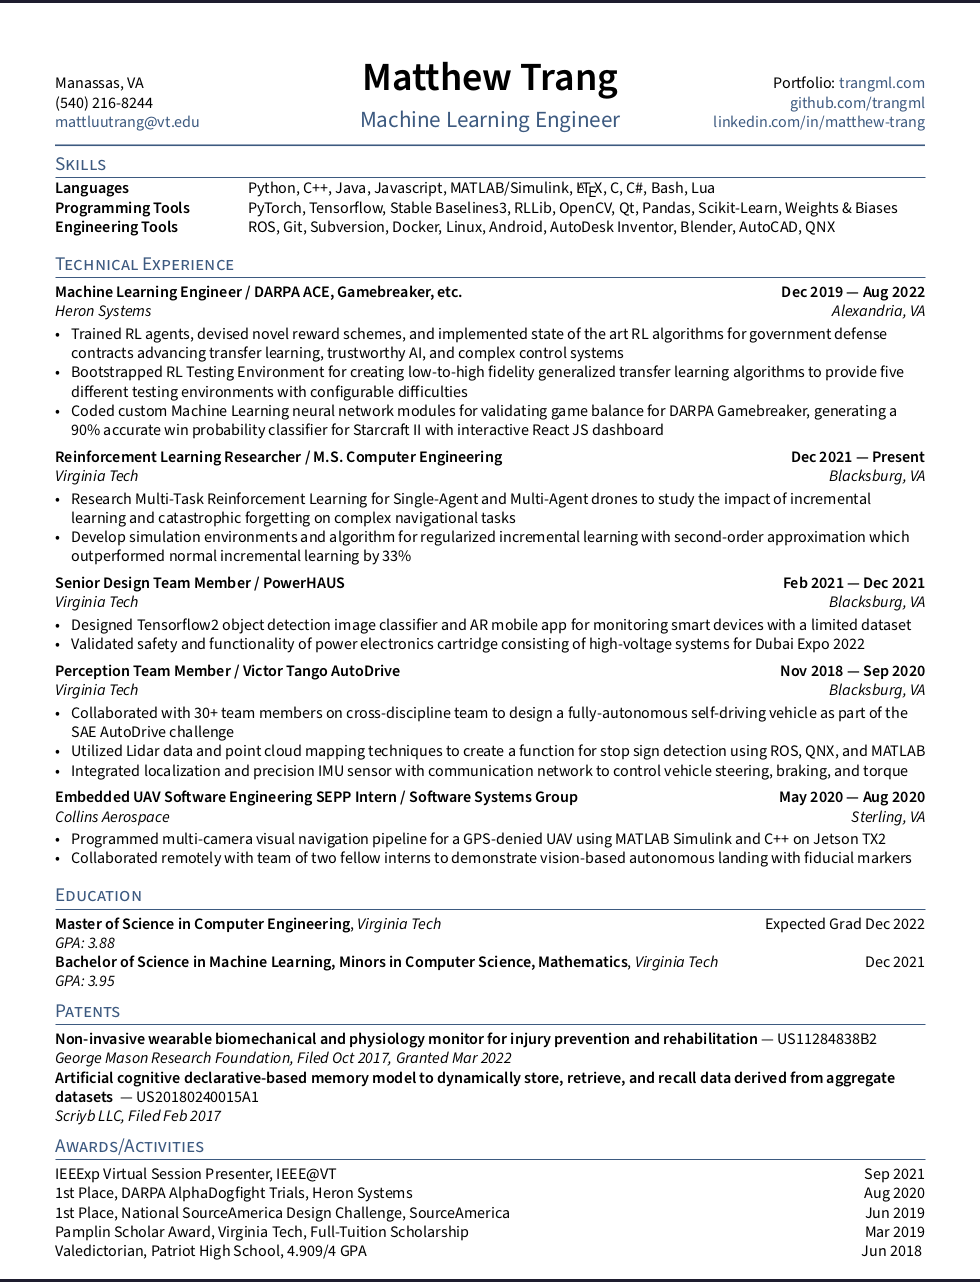 Manassas, VA
(540) 216-8244
mattluutrang@vt.edu
Matthew Trang
Machine Learning Engineer
Portfolio: trangml.com
github.com/trangml
linkedin.com/in/matthew-trang
Skills
Languages Python, C++, Java, Javascript, MATLAB/Simulink, LATEX, C, C#, Bash, Lua
Programming Tools PyTorch, Tensorflow, Stable Baselines3, RLLib, OpenCV, Qt, Pandas, Scikit-Learn, Weights & Biases
Engineering Tools ROS, Git, Subversion, Docker, Linux, Android, AutoDesk Inventor, Blender, AutoCAD, QNX
Technical Experience
Machine Learning Engineer / DARPA ACE, Gamebreaker, etc. Dec 2019 — Aug 2022
Heron Systems Alexandria, VA
• Trained RL agents, devised novel reward schemes, and implemented state of the art RL algorithms for government defense
contracts advancing transfer learning, trustworthy AI, and complex control systems
• Bootstrapped RL Testing Environment for creating low-to-high fidelity generalized transfer learning algorithms to provide five
different testing environments with configurable difficulties
• Coded custom Machine Learning neural network modules for validating game balance for DARPA Gamebreaker, generating a
90% accurate win probability classifier for Starcraft II with interactive React JS dashboard
Reinforcement Learning Researcher / M.S. Computer Engineering Dec 2021 — Present
Virginia Tech Blacksburg, VA
• Research Multi-Task Reinforcement Learning for Single-Agent and Multi-Agent drones to study the impact of incremental
learning and catastrophic forgetting on complex navigational tasks
• Develop simulation environments and algorithm for regularized incremental learning with second-order approximation which
outperformed normal incremental learning by 33%
Senior Design Team Member / PowerHAUS Feb 2021 — Dec 2021
Virginia Tech Blacksburg, VA
• Designed Tensorflow2 object detection image classifier and AR mobile app for monitoring smart devices with a limited dataset
• Validated safety and functionality of power electronics cartridge consisting of high-voltage systems for Dubai Expo 2022
Perception Team Member / Victor Tango AutoDrive Nov 2018 — Sep 2020
Virginia Tech Blacksburg, VA
• Collaborated with 30+ team members on cross-discipline team to design a fully-autonomous self-driving vehicle as part of the
SAE AutoDrive challenge
• Utilized Lidar data and point cloud mapping techniques to create a function for stop sign detection using ROS, QNX, and MATLAB
• Integrated localization and precision IMU sensor with communication network to control vehicle steering, braking, and torque
Embedded UAV Software Engineering SEPP Intern / Software Systems Group May 2020 — Aug 2020
Collins Aerospace Sterling, VA
• Programmed multi-camera visual navigation pipeline for a GPS-denied UAV using MATLAB Simulink and C++ on Jetson TX2
• Collaborated remotely with team of two fellow interns to demonstrate vision-based autonomous landing with fiducial markers
Education
Master of Science in Computer Engineering, Virginia Tech Expected Grad Dec 2022
GPA: 3.88
Bachelor of Science in Machine Learning, Minors in Computer Science, Mathematics, Virginia Tech Dec 2021
GPA: 3.95
Patents
Non-invasive wearable biomechanical and physiology monitor for injury prevention and rehabilitation — US11284838B2
George Mason Research Foundation, Filed Oct 2017, Granted Mar 2022
Artificial cognitive declarative-based memory model to dynamically store, retrieve, and recall data derived from aggregate
datasets — US20180240015A1
Scriyb LLC, Filed Feb 2017
Awards/Activities
IEEExp Virtual Session Presenter, IEEE@VT Sep 2021
1st Place, DARPA AlphaDogfight Trials, Heron Systems Aug 2020
1st Place, National SourceAmerica Design Challenge, SourceAmerica Jun 2019
Pamplin Scholar Award, Virginia Tech, Full-Tuition Scholarship Mar 2019
Valedictorian, Patriot High School, 4.909/4 GPA Jun 2018